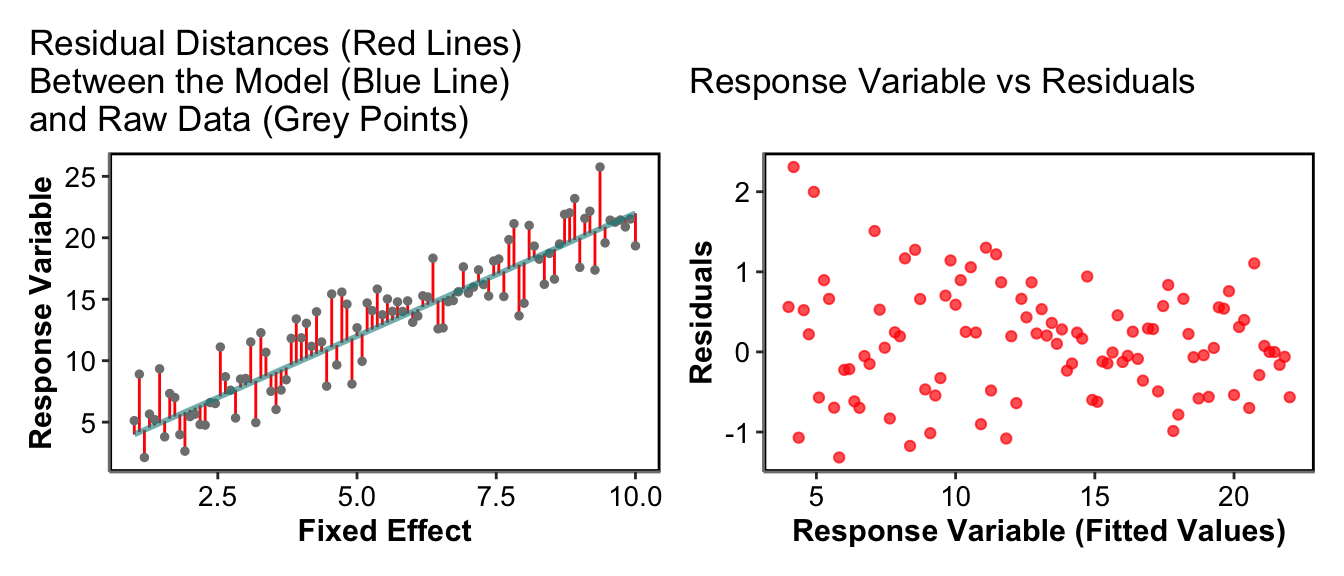 Residual Distances (Red Lines)
Between the Model (Blue Line)
and Raw Data (Grey Points)
Response Variable
25
20
15
10
5
2.5
5.0
7.5
10.0
Fixed Effect
Response Variable vs Residuals
Residuals
2
1
0
-1
5
10
15
20
Response Variable (Fitted Values)